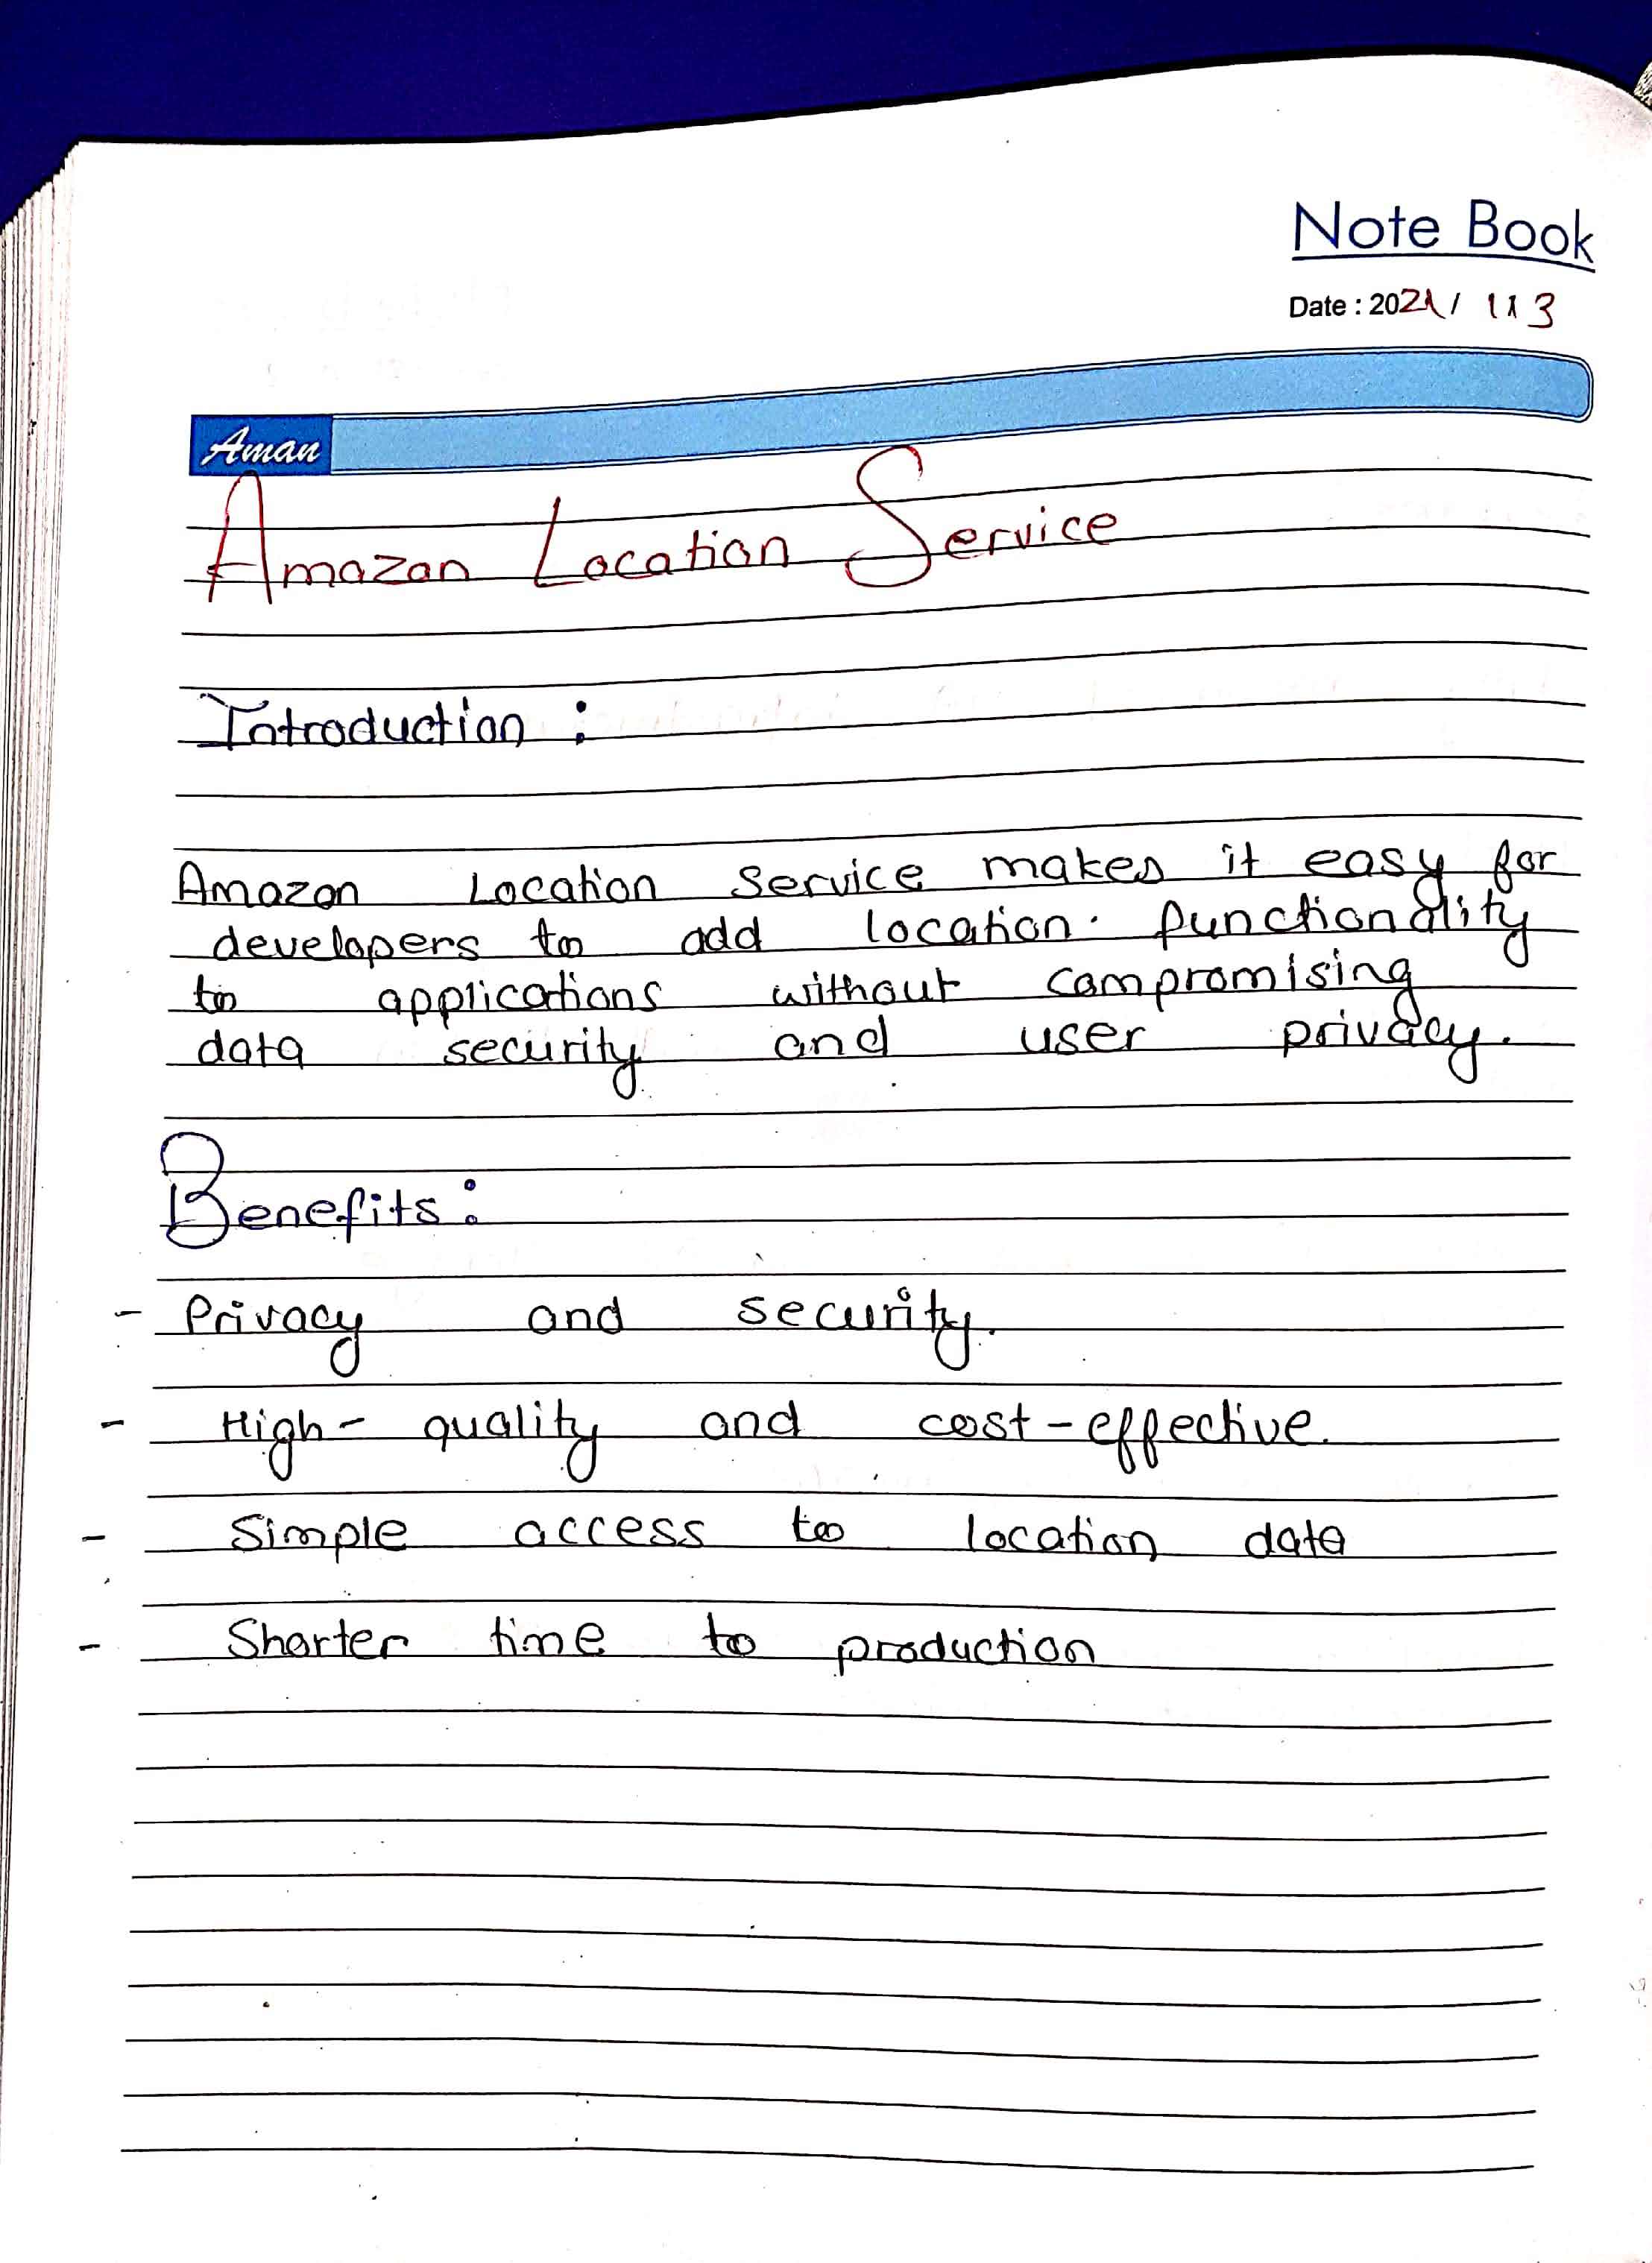 Note Book
Date : 2021/ 1 1 3
Aman
Amazon Location Service
Introduction :
Amazon Location Service makes it easy for
developers to add location functionality
to applications without compromising
data security and user privacy.
Benefits :
- Privacy and security.
- High-quality and cost-effective.
- Simple access to location data
- Shorter time to production